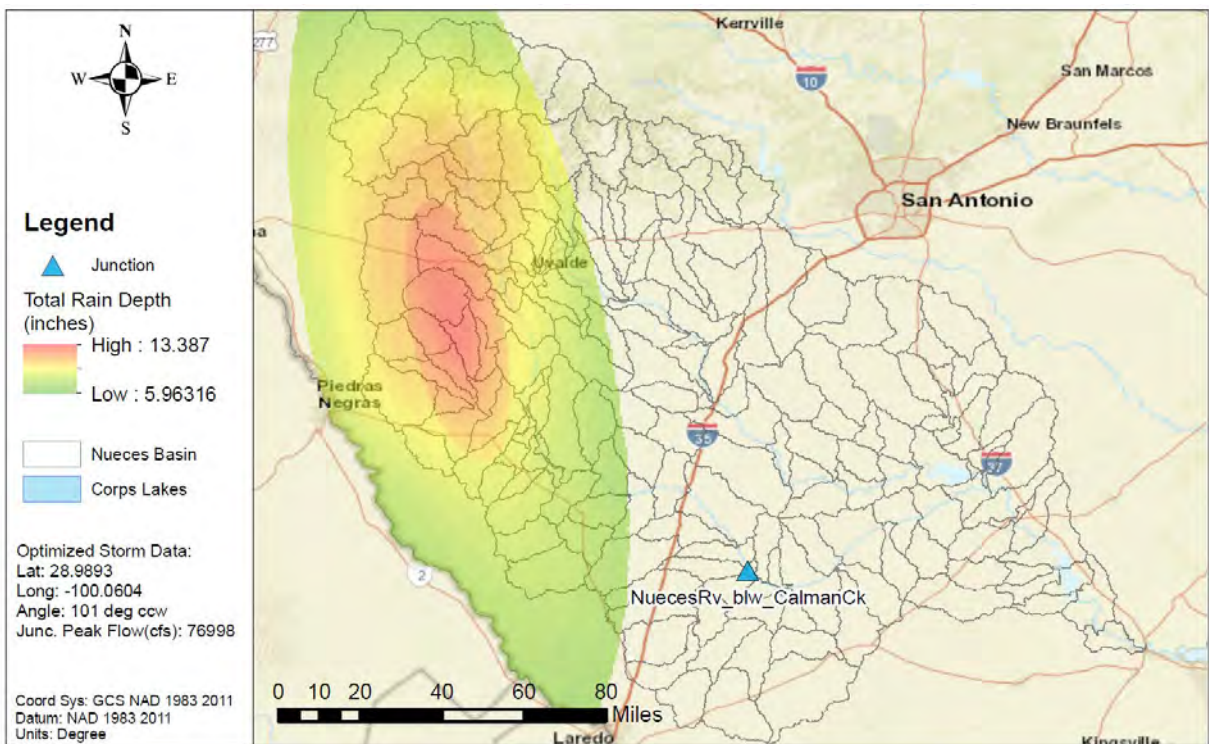 N
W
E
S
Legend
Junction
Total Rain Depth
(inches)
High : 13.387
Low : 5.96316
Nueces Basin
Corps Lakes
Optimized Storm Data:
Lat: 28.9893
Long: -100.0604
Angle: 101 deg ccw
Junc. Peak Flow(cfs): 76998
Coord Sys: GCS NAD 1983 2011
Datum: NAD 1983 2011
Units: Degree
277
Kerrville
10
San Marcos
New Braunfels
San Antonio
na
Uvalde
Piedras
Negras
35
37
2
NuecesRv_blw_CalmanCk
0 10 20 40 60 80
Miles
Laredo
Kingsville